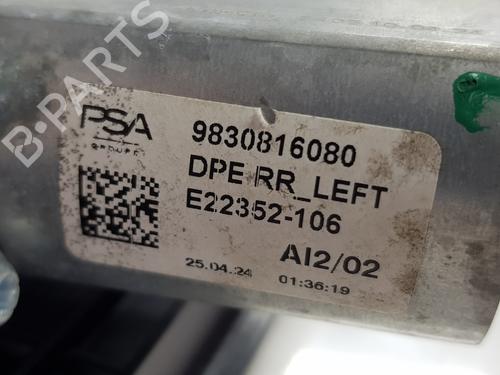 B-PARTS
PSA
GROUPE
9830816080
DPE RR_LEFT
E22352-106
AI2/02
25.04.24
01:36:19